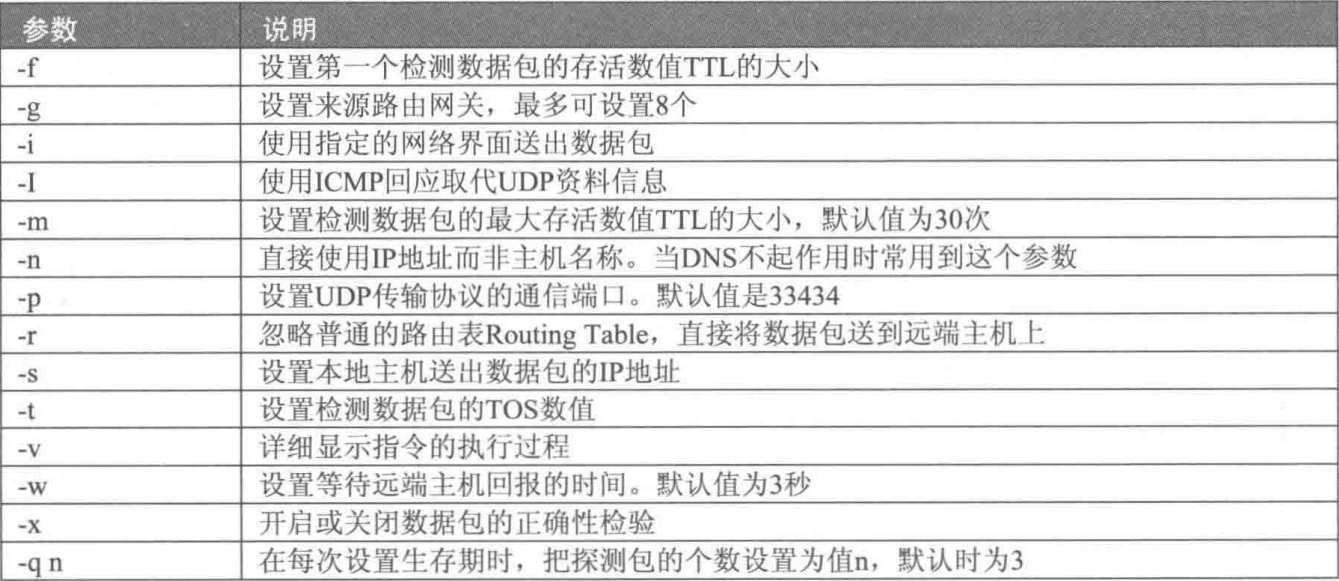 参数 说明
-f 设置第一个检测数据包的存活数值TTL的大小
-g 设置来源路由网关，最多可设置8个
-i 使用指定的网络界面送出数据包
-I 使用ICMP回应取代UDP资料信息
-m 设置检测数据包的最大存活数值TTL的大小，默认值为30次
-n 直接使用IP地址而非主机名称。当DNS不起作用时常用到这个参数
-p 设置UDP传输协议的通信端口。默认值是33434
-r 忽略普通的路由表Routing Table，直接将数据包送到远端主机上
-s 设置本地主机送出数据包的IP地址
-t 设置检测数据包的TOS数值
-v 详细显示指令的执行过程
-w 设置等待远端主机回报的时间。默认值为3秒
-x 开启或关闭数据包的正确性检验
-q n 在每次设置生存期时，把探测包的个数设置为值n，默认时为3